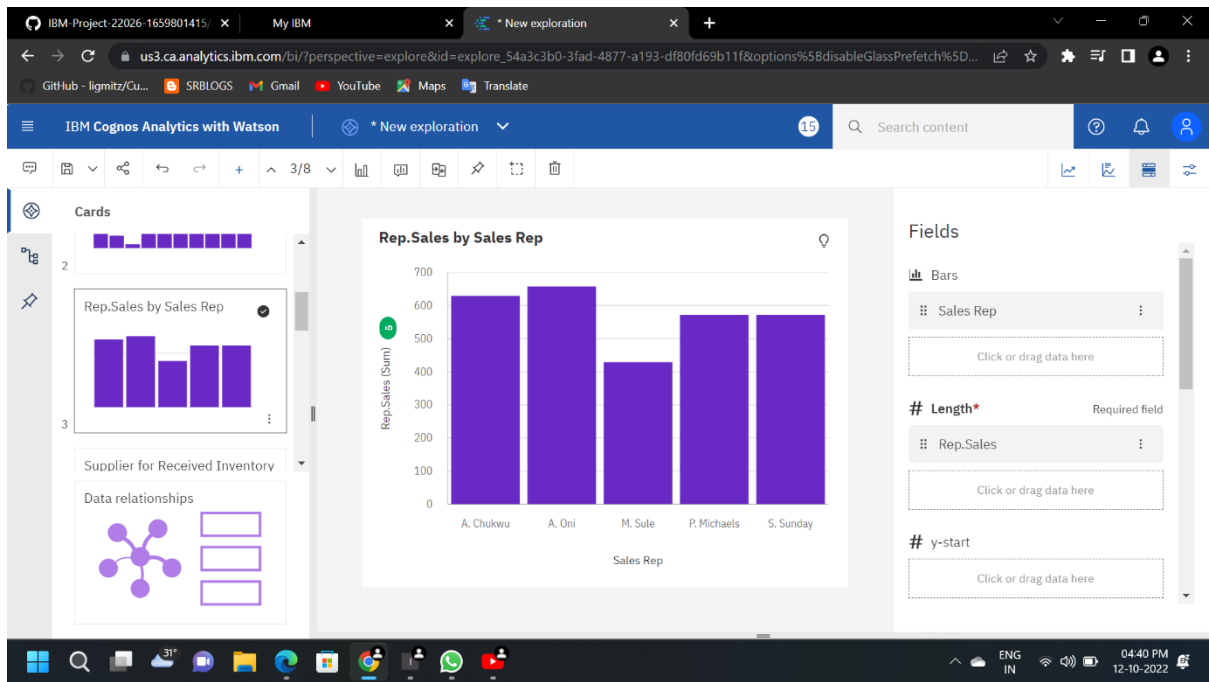 IBM-Project-22026-1659801415/
My IBM
* New exploration
us3.ca.analytics.ibm.com/bi/?perspective=explore&id=explore_54a3c3b0-3fad-4877-a193-df80fd69b11f&options%5BdisableGlassPrefetch%5D...
GitHub - ligmitz/Cu...
SRBLOGS
Gmail
YouTube
Maps
Translate
IBM Cognos Analytics with Watson
* New exploration
15
Search content
3/8
Cards
2
Rep.Sales by Sales Rep
3
Supplier for Received Inventory
Data relationships
Rep.Sales by Sales Rep
Rep.Sales (Sum)
700
600
500
400
300
200
100
0
A. Chukwu
A. Oni
M. Sule
P. Michaels
S. Sunday
Sales Rep
Fields
Bars
Sales Rep
Click or drag data here
# Length*
Required field
Rep.Sales
Click or drag data here
# y-start
Click or drag data here
31°
ENG
IN
04:40 PM
12-10-2022